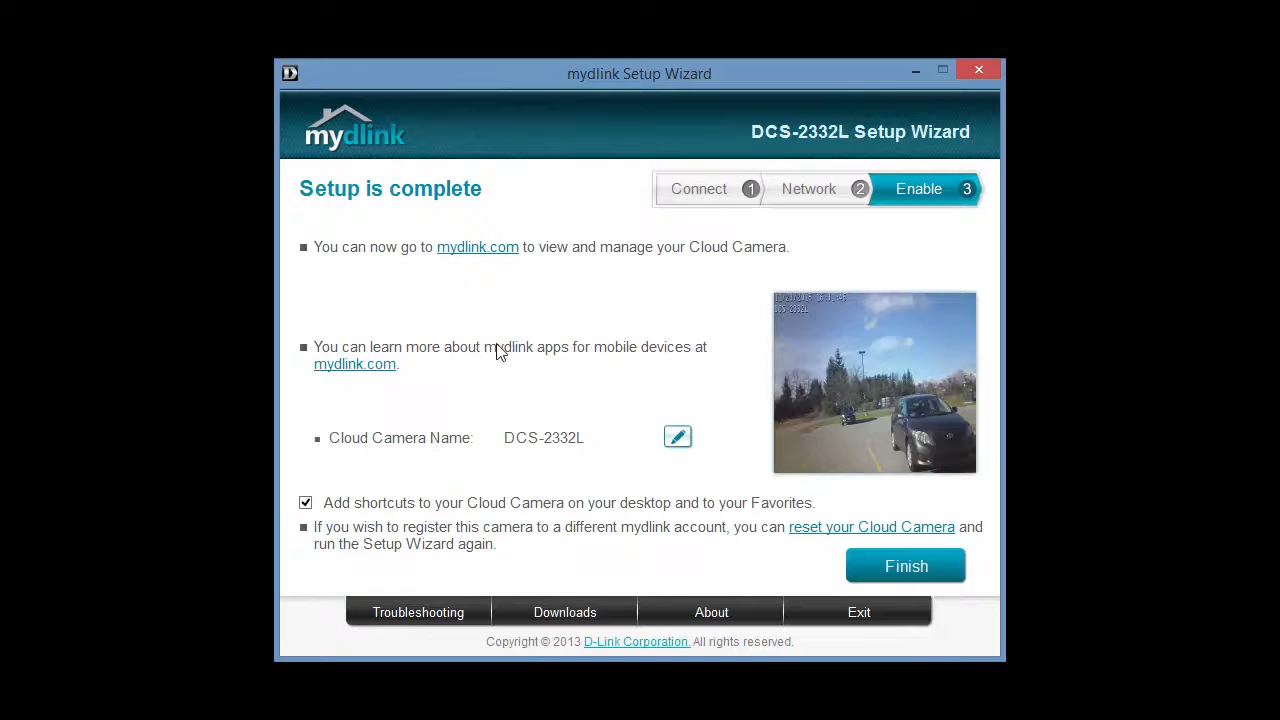 mydlink Setup Wizard
mydlink
DCS-2332L Setup Wizard
Setup is complete
Connect 1
Network 2
Enable 3
You can now go to mydlink.com to view and manage your Cloud Camera.
DCS-2332L
You can learn more about mydlink apps for mobile devices at
mydlink.com.
Cloud Camera Name: DCS-2332L
Add shortcuts to your Cloud Camera on your desktop and to your Favorites.
If you wish to register this camera to a different mydlink account, you can reset your Cloud Camera and
run the Setup Wizard again.
Finish
Troubleshooting
Downloads
About
Exit
Copyright © 2013 D-Link Corporation. All rights reserved.